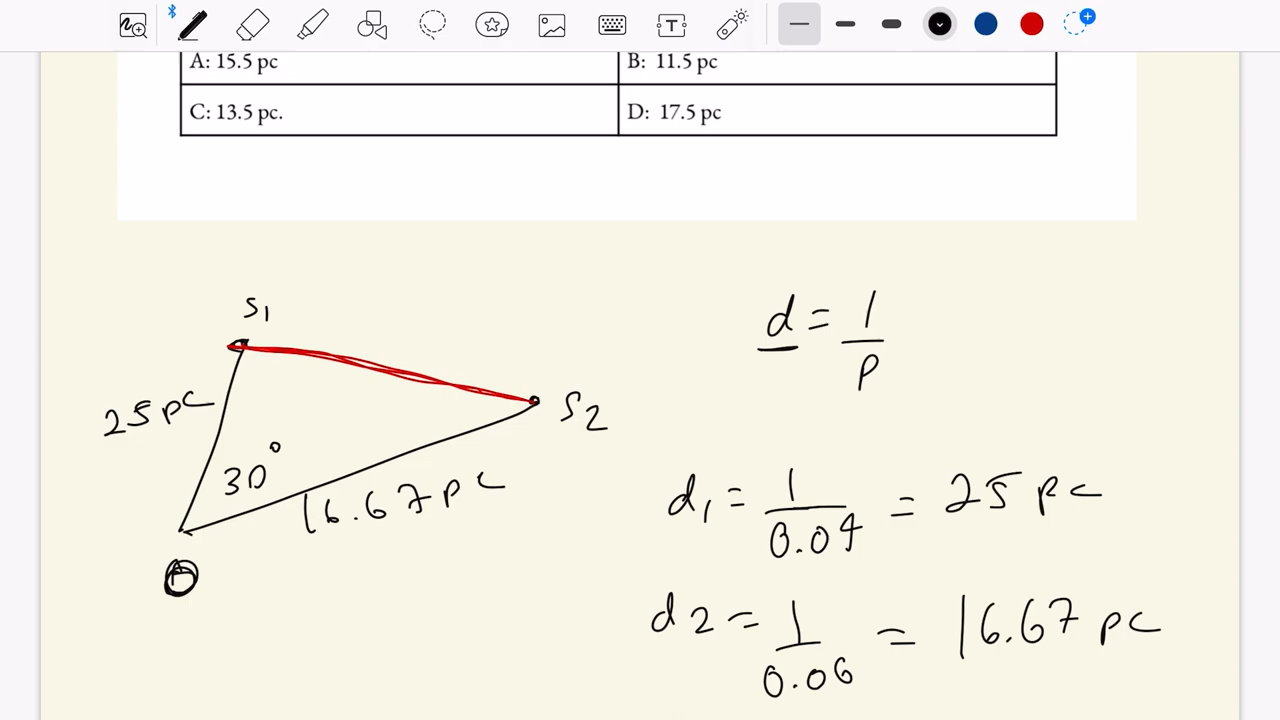 A: 15.5 pc
B: 11.5 pc
C: 13.5 pc.
D: 17.5 pc
S1
S2
25 pc
30°
16.67 pc
A
d = 1/P
d1 = 1/0.04 = 25 pc
d2 = 1/0.06 = 16.67 pc
T